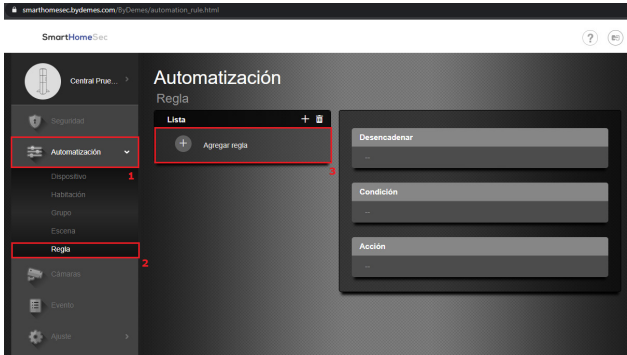 smarthomesec.bydemes.com/ByDemes/automation_rule.html
SmartHomeSec
?
Central Prue...
Automatización
Regla
Seguridad
Lista
Automatización
Agregar regla
Desencadenar
--
3
Dispositivo
1
Habitación
Condición
--
Grupo
Escena
Regla
Acción
2
--
Cámaras
Evento
Ajuste